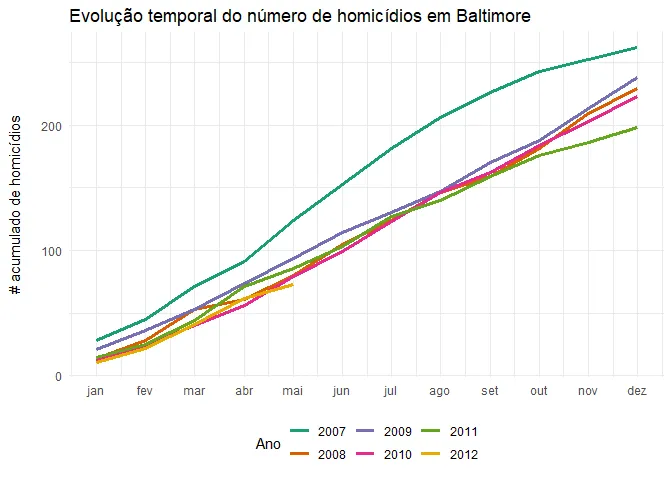 Evolução temporal do número de homicídios em Baltimore
# acumulado de homicídios
200
100
0
jan fev mar abr mai jun jul ago set out nov dez
Ano
2007 2009 2011
2008 2010 2012